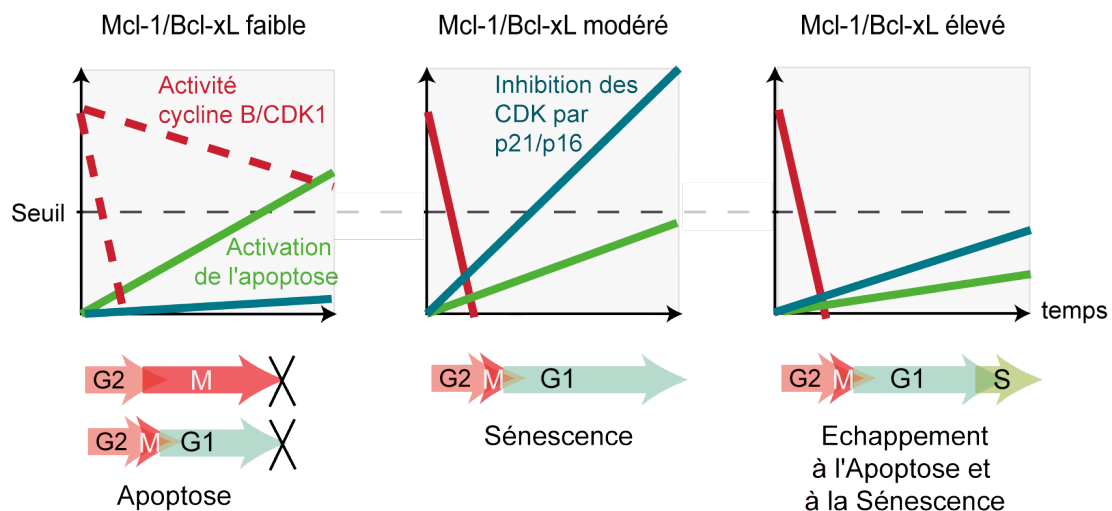 Mcl-1/Bcl-xL faible
Mcl-1/Bcl-xL modéré
Mcl-1/Bcl-xL élevé
Activité
cycline B/CDK1
Inhibition des
CDK par
p21/p16
Seuil
Activation
de l'apoptose
temps
G2 M
G2 M G1
G2 M G1 S
G2 M G1
Apoptose
Sénescence
Echappement
à l'Apoptose et
à la Sénescence